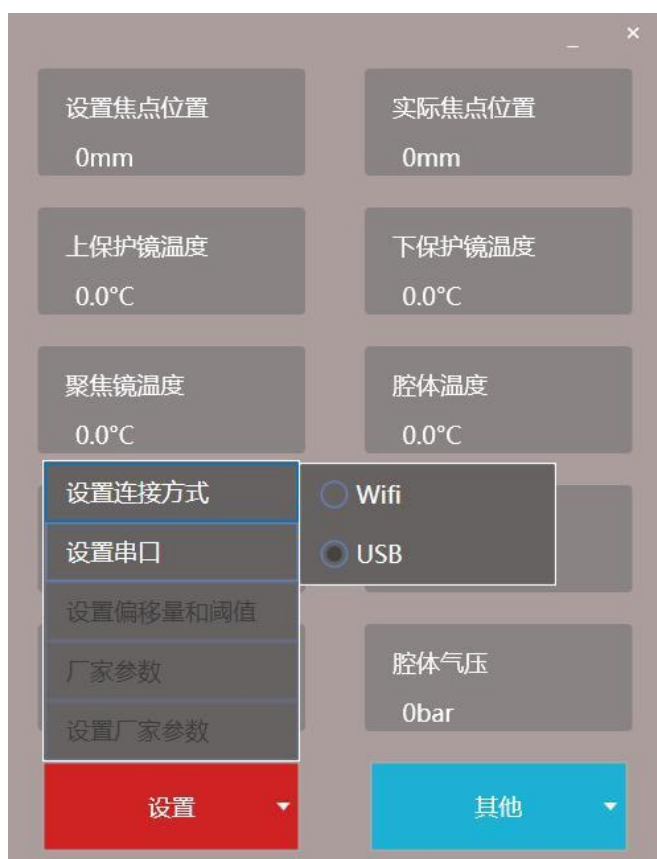 设置焦点位置
0mm
实际焦点位置
0mm
上保护镜温度
0.0°C
下保护镜温度
0.0°C
聚焦镜温度
0.0°C
腔体温度
0.0°C
设置连接方式
Wifi
设置串口
USB
设置偏移量和阈值
厂家参数
设置厂家参数
腔体气压
0bar
设置
其他